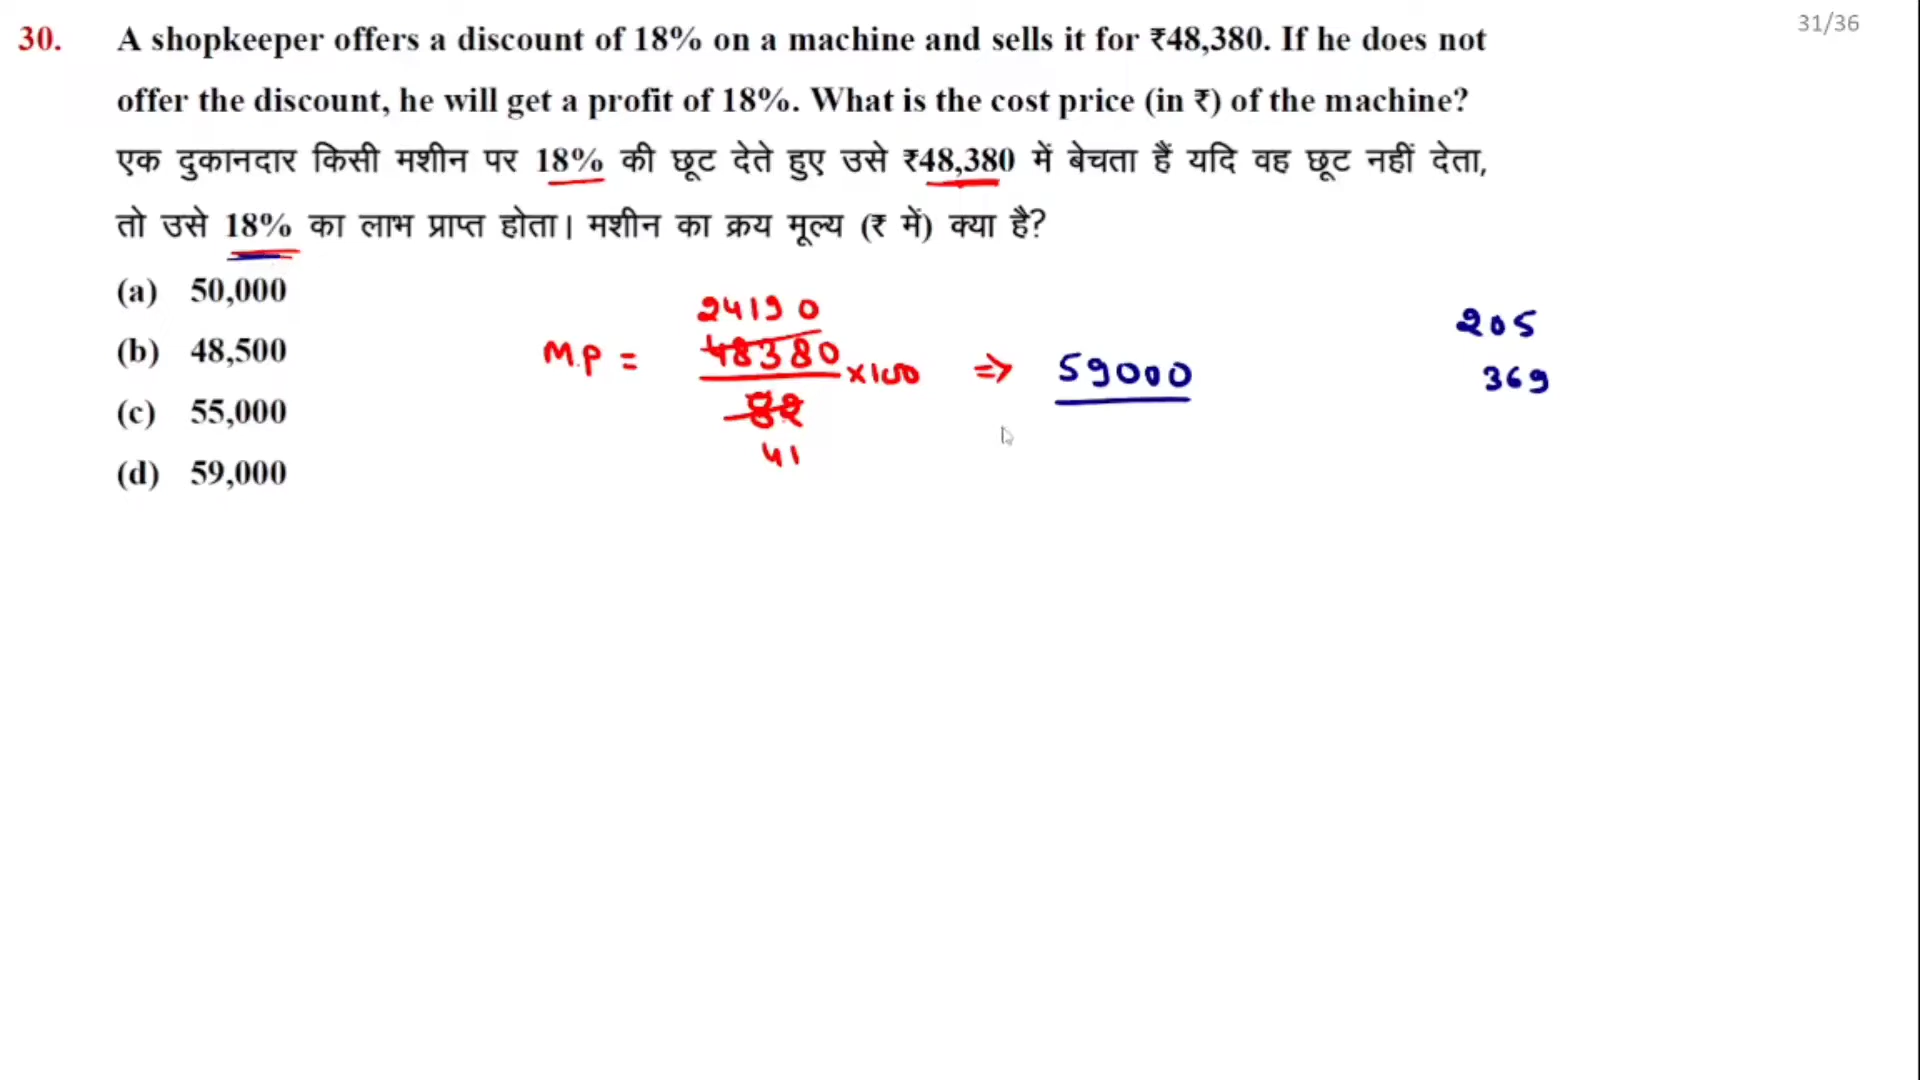 31/36
30. A shopkeeper offers a discount of 18% on a machine and sells it for ₹48,380. If he does not
offer the discount, he will get a profit of 18%. What is the cost price (in ₹) of the machine?
एक दुकानदार किसी मशीन पर 18% की छूट देते हुए उसे ₹48,380 में बेचता हैं यदि वह छूट नहीं देता,
तो उसे 18% का लाभ प्राप्त होता। मशीन का क्रय मूल्य (₹ में) क्या है?
(a) 50,000
(b) 48,500
(c) 55,000
(d) 59,000
24190
M.P = 48380 ×100 ⇒ 59000
82
41
205
369